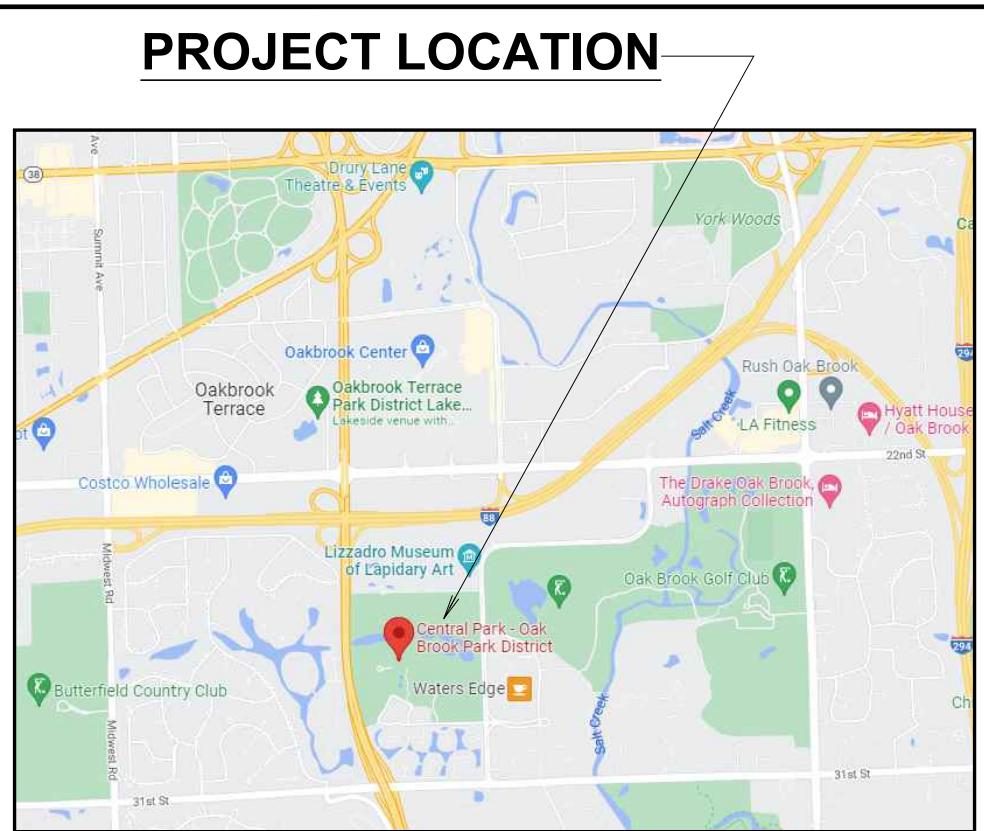 PROJECT LOCATION
Ave
38
Drury Lane
Theatre & Events
York Woods
Ca
Summit Ave
Oakbrook Center
294
Rush Oak Brook
Oakbrook
Terrace
Oakbrook Terrace
Park District Lake...
Lakeside venue with...
Salt Creek
LA Fitness
Hyatt House
/ Oak Brook
ot
22nd St
Costco Wholesale
The Drake Oak Brook,
Autograph Collection
88
Midwest Rd
Lizzadro Museum
of Lapidary Art
Oak Brook Golf Club
Central Park - Oak
Brook Park District
294
Butterfield Country Club
Waters Edge
Ch
Salt Creek
Midwest Rd
31st St
31st St